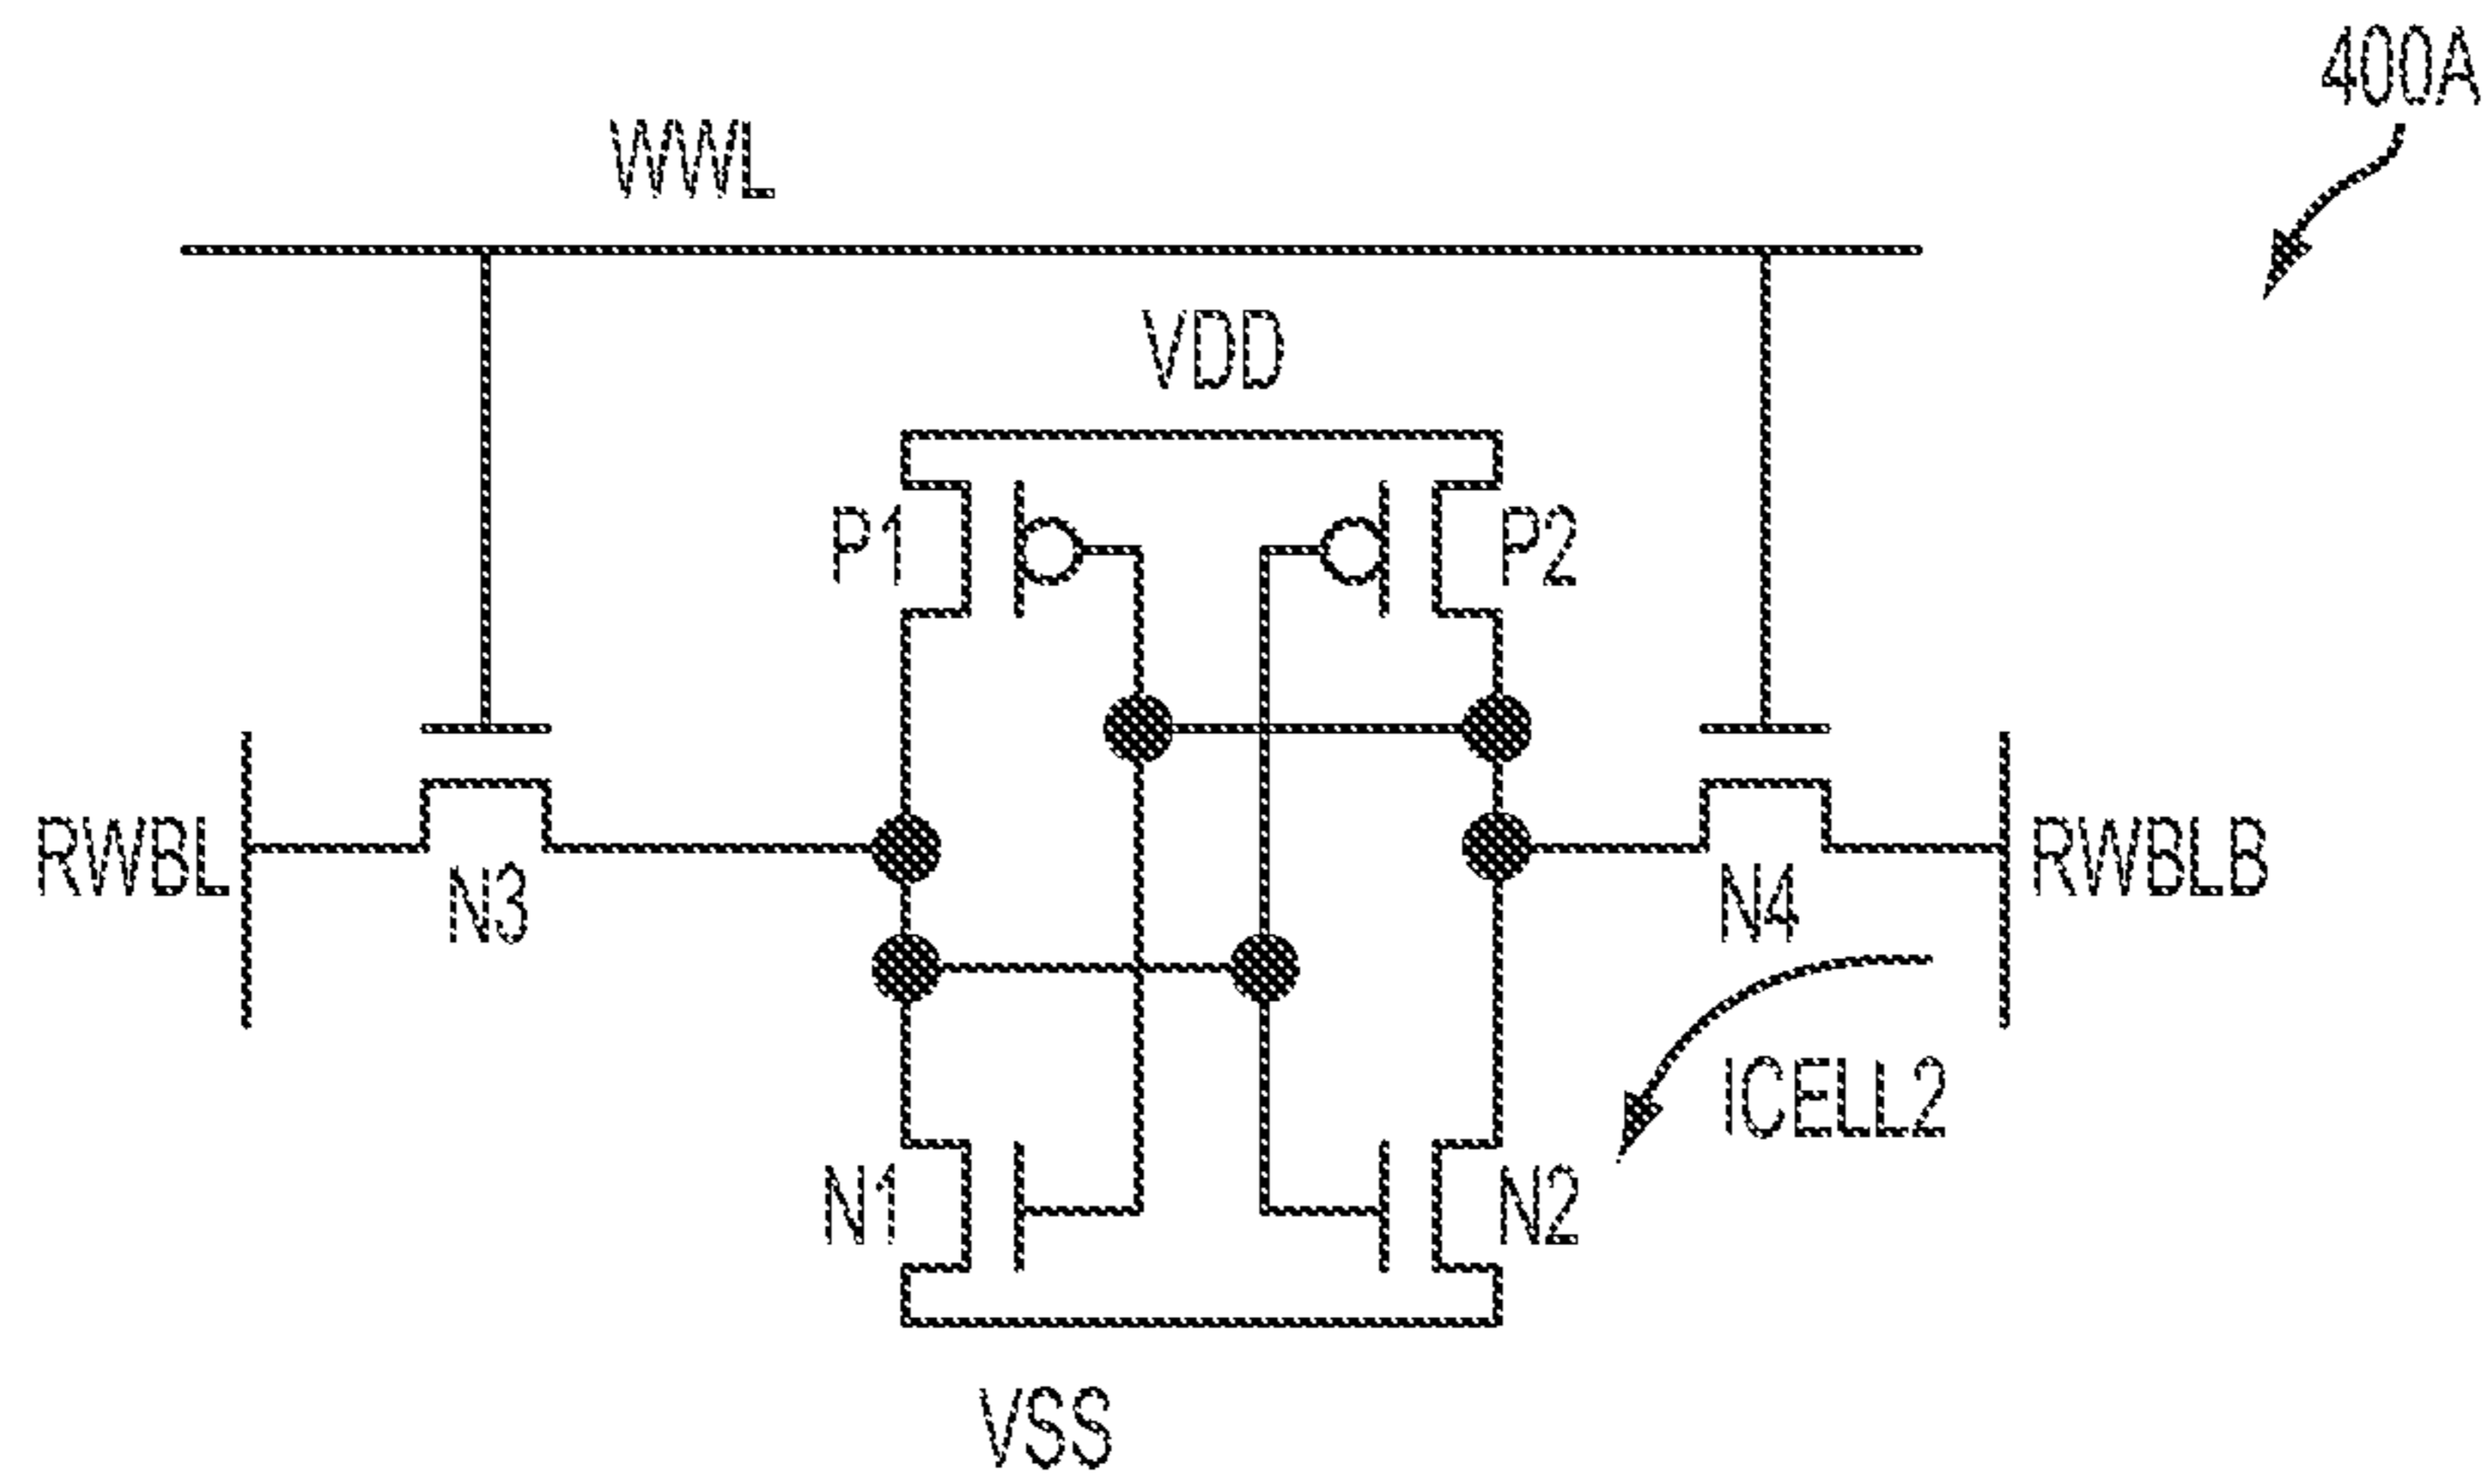 400A
WWL
VDD
P1
P2
RWBL
N3
N4
RWBLB
ICELL2
N1
N2
VSS